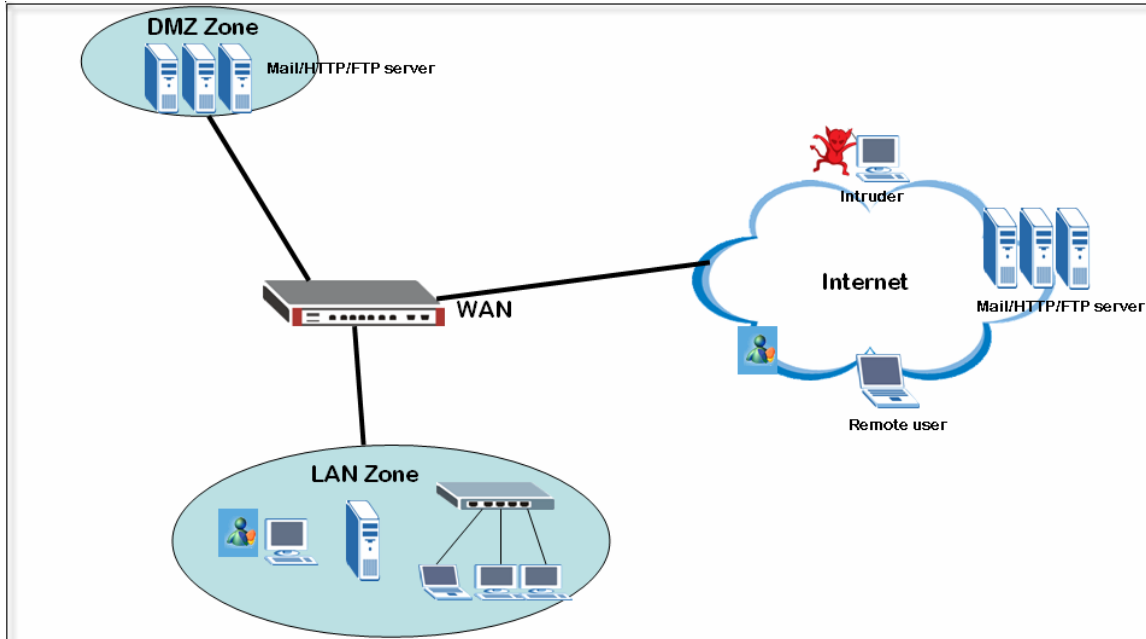 DMZ Zone
Mail/HTTP/FTP server
Intruder
Internet
Mail/HTTP/FTP server
WAN
Remote user
LAN Zone